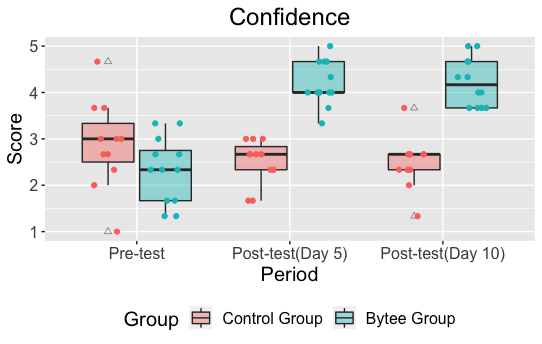 Confidence
Score
5
4
3
2
1
Pre-test Post-test(Day 5) Post-test(Day 10)
Period
Group Control Group Bytee Group